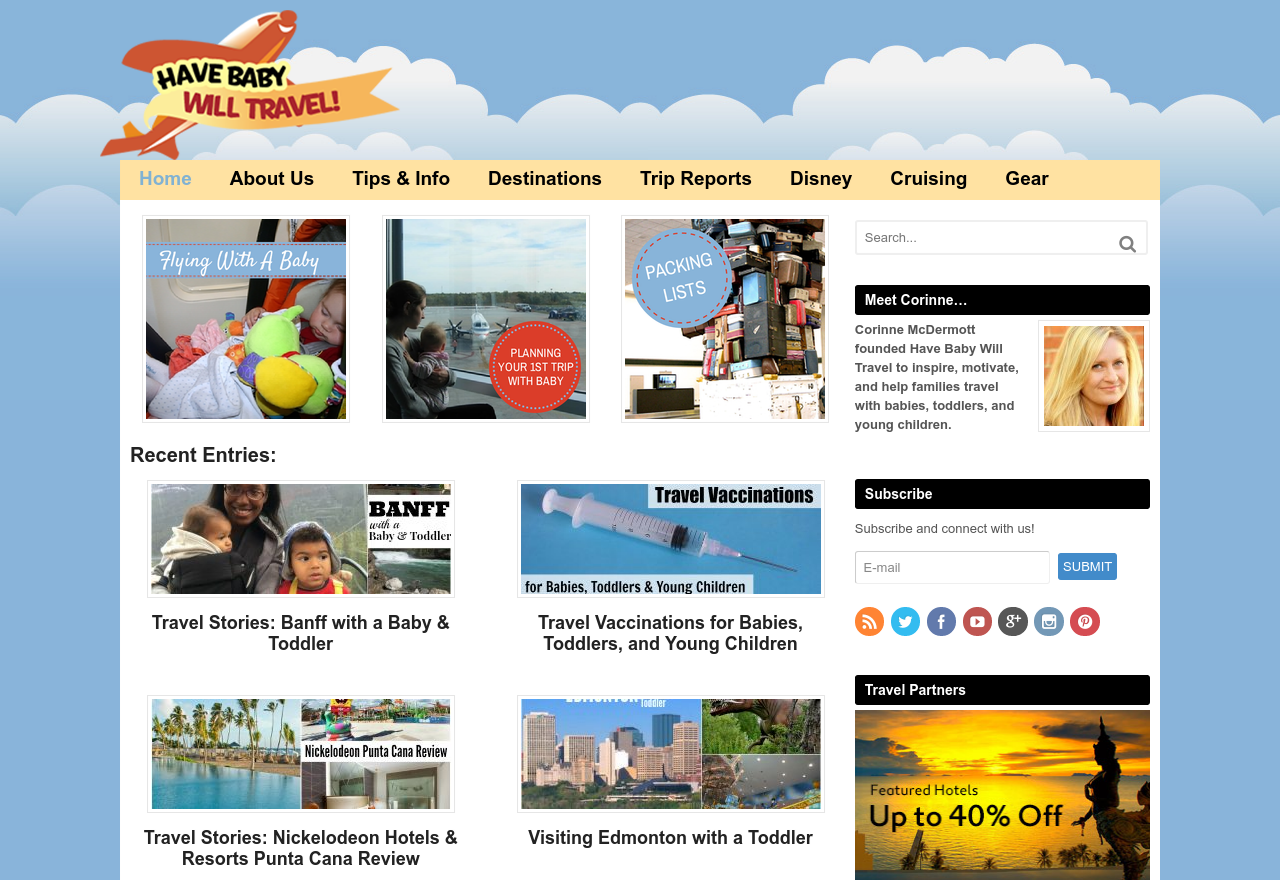 HAVE BABY
WILL TRAVEL!
Home
About Us
Tips & Info
Destinations
Trip Reports
Disney
Cruising
Gear
Flying With A Baby
PLANNING
YOUR 1ST TRIP
WITH BABY
PACKING
LISTS
Search...
Meet Corinne…
Corinne McDermott
founded Have Baby Will
Travel to inspire, motivate,
and help families travel
with babies, toddlers, and
young children.
Recent Entries:
BANFF
with a
Baby & Toddler
Travel Stories: Banff with a Baby &
Toddler
Travel Vaccinations
for Babies, Toddlers & Young Children
Travel Vaccinations for Babies,
Toddlers, and Young Children
Nickelodeon Punta Cana Review
Travel Stories: Nickelodeon Hotels &
Resorts Punta Cana Review
EDMONTON
Toddler
Visiting Edmonton with a Toddler
Subscribe
Subscribe and connect with us!
E-mail
SUBMIT
Travel Partners
Featured Hotels
Up to 40% Off